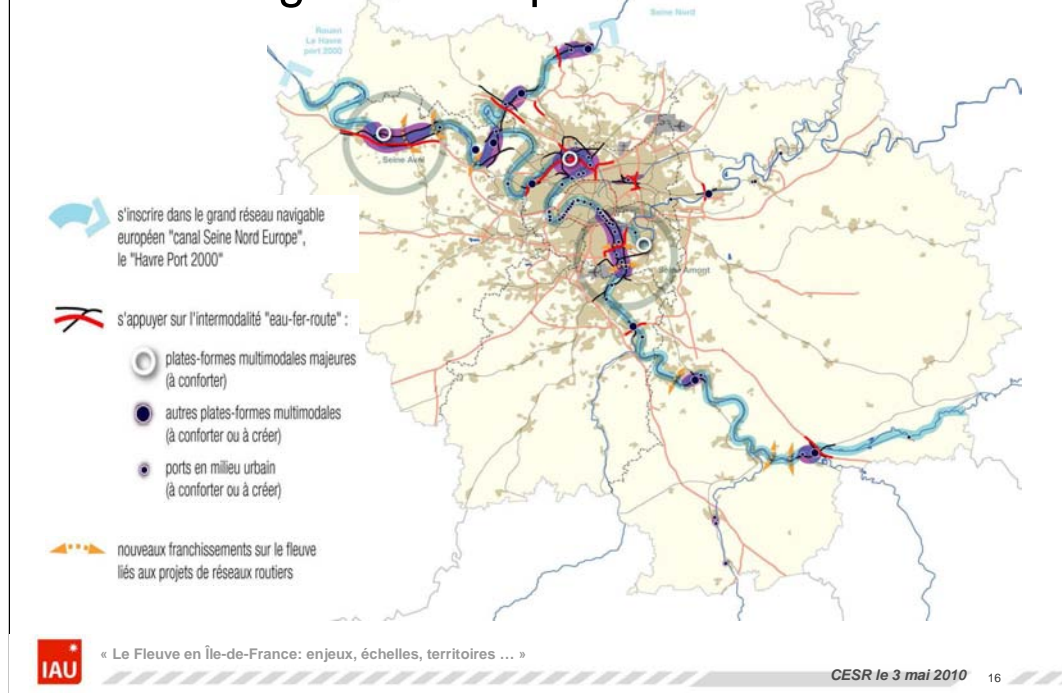 Rouen
Le Havre
port 2000
Seine Nord
Seine Aval
Seine Amont
s'inscrire dans le grand réseau navigable
européen "canal Seine Nord Europe",
le "Havre Port 2000"
s'appuyer sur l'intermodalité "eau-fer-route" :
plates-formes multimodales majeures
(à conforter)
autres plates-formes multimodales
(à conforter ou à créer)
ports en milieu urbain
(à conforter ou à créer)
nouveaux franchissements sur le fleuve
liés aux projets de réseaux routiers
IAU
« Le Fleuve en Île-de-France: enjeux, échelles, territoires … »
CESR le 3 mai 2010 16